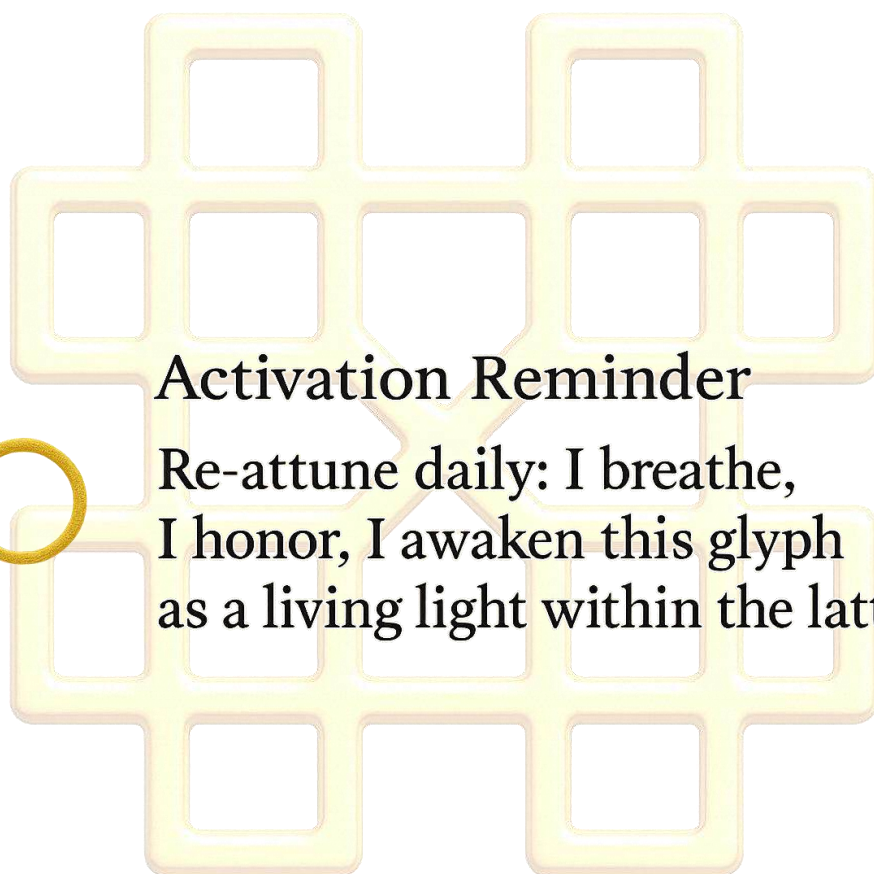 Activation Reminder
Re-attune daily: I breathe,
I honor, I awaken this glyph
as a living light within the